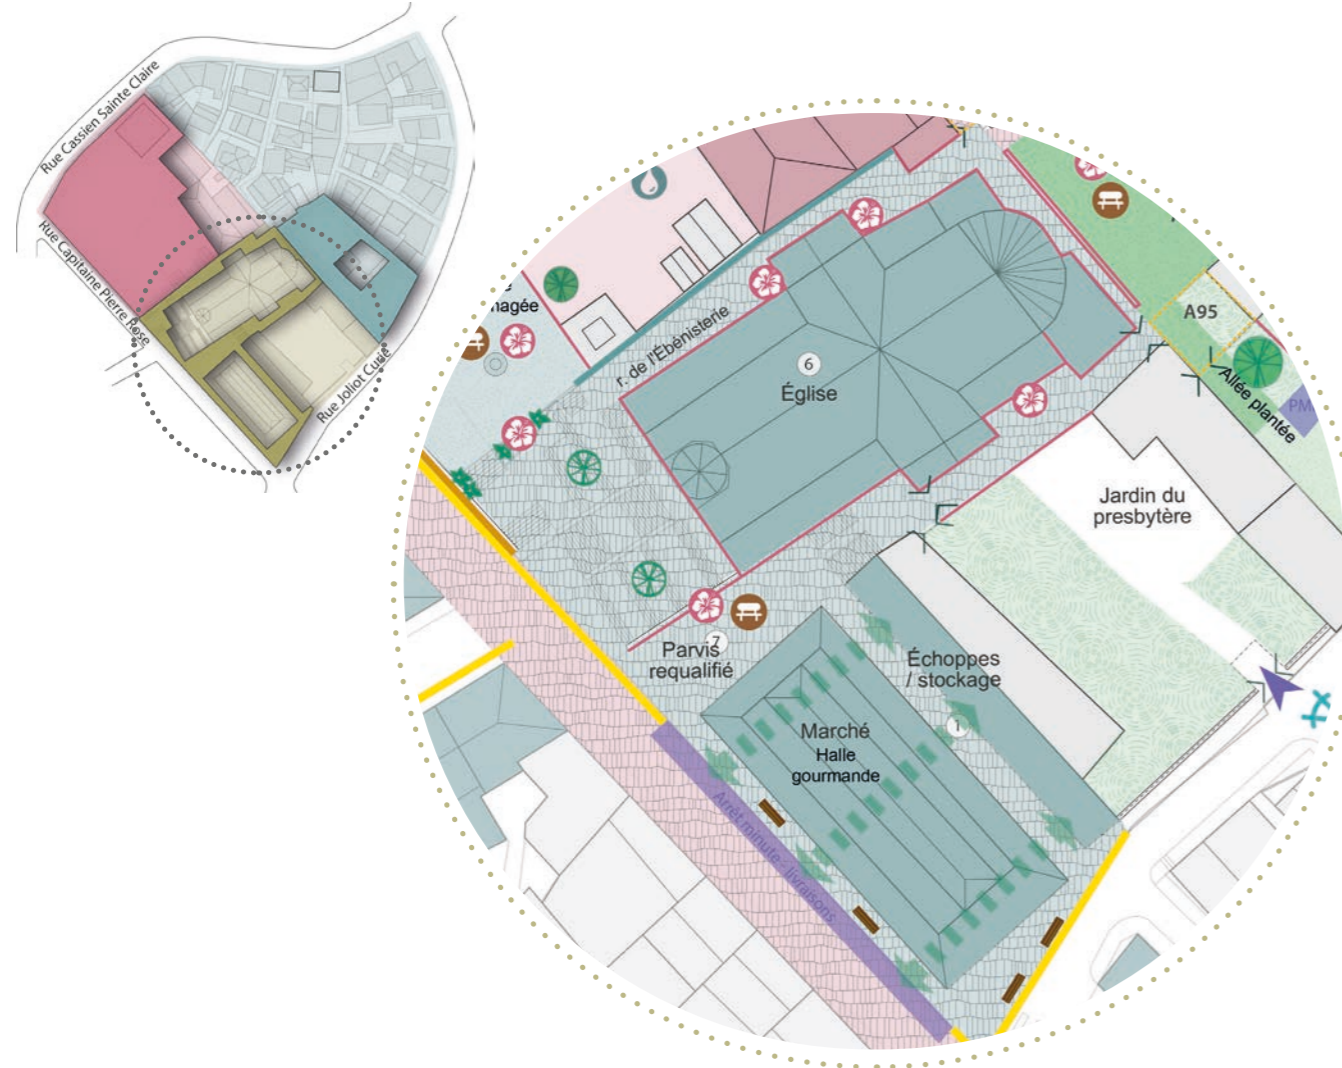 Rue Cassien Sainte Claire
Rue Capitaine Pierre Rose
Rue Joliot Curie
nagée
r. de l'Ébénisterie
6
Église
A95
Allée plantée
PM
Jardin du
presbytère
7
Parvis
requalifié
Échoppes
/ stockage
1
Marché
Halle
gourmande
Arrêt minute - livraisons